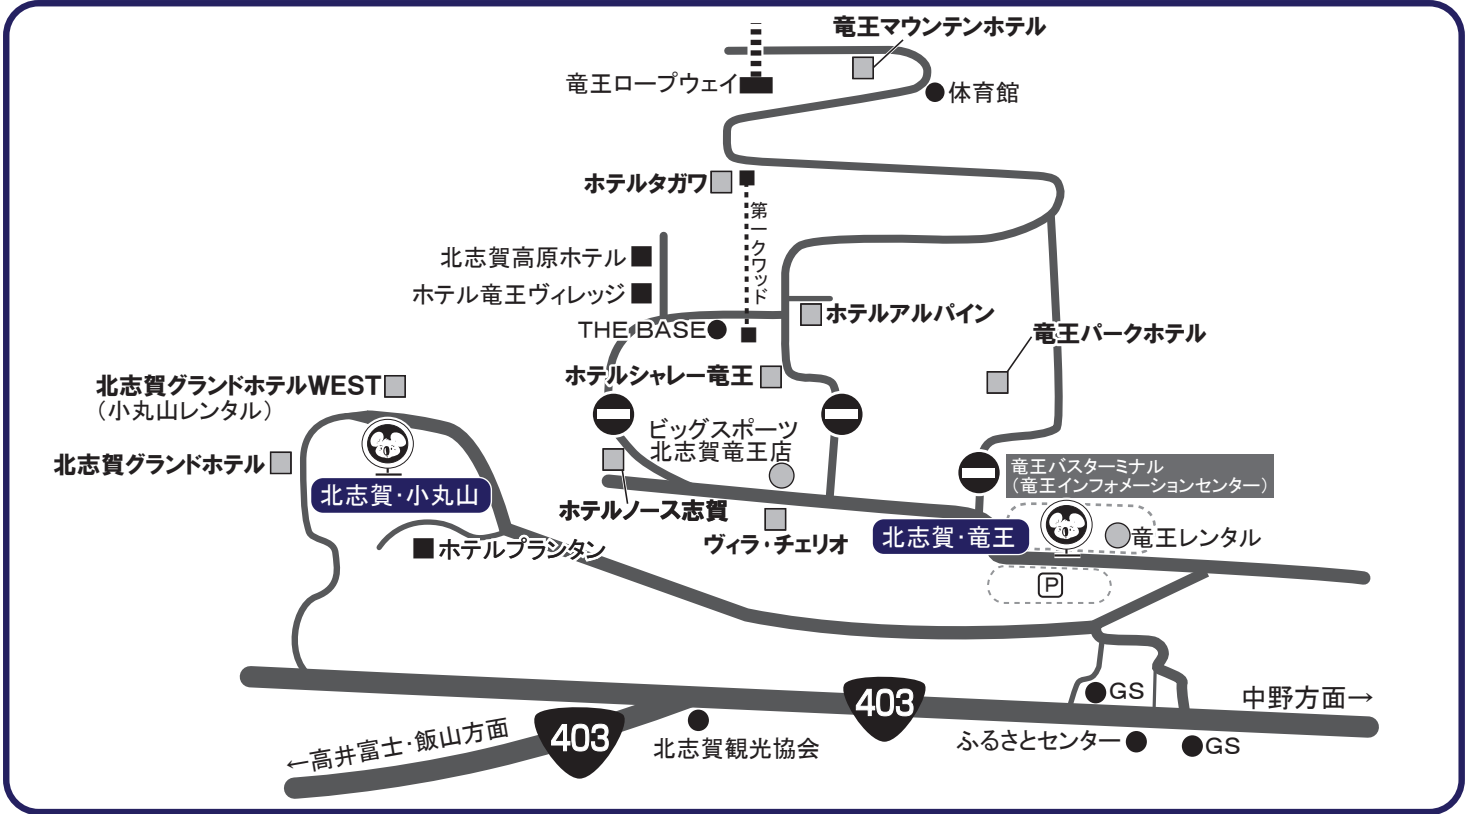 竜王マウンテンホテル
竜王ロープウェイ
体育館
ホテルタガワ
第一クワッド
北志賀高原ホテル
ホテル竜王ヴィレッジ
THE BASE
ホテルアルパイン
竜王パークホテル
ホテルシャレー竜王
北志賀グランドホテルWEST
（小丸山レンタル）
ビッグスポーツ
北志賀竜王店
北志賀グランドホテル
竜王バスターミナル
（竜王インフォメーションセンター）
北志賀・小丸山
ホテルノース志賀
ヴィラ・チェリオ
北志賀・竜王
竜王レンタル
ホテルプランタン
P
GS
中野方面→
403
403
←高井富士・飯山方面
北志賀観光協会
ふるさとセンター
GS